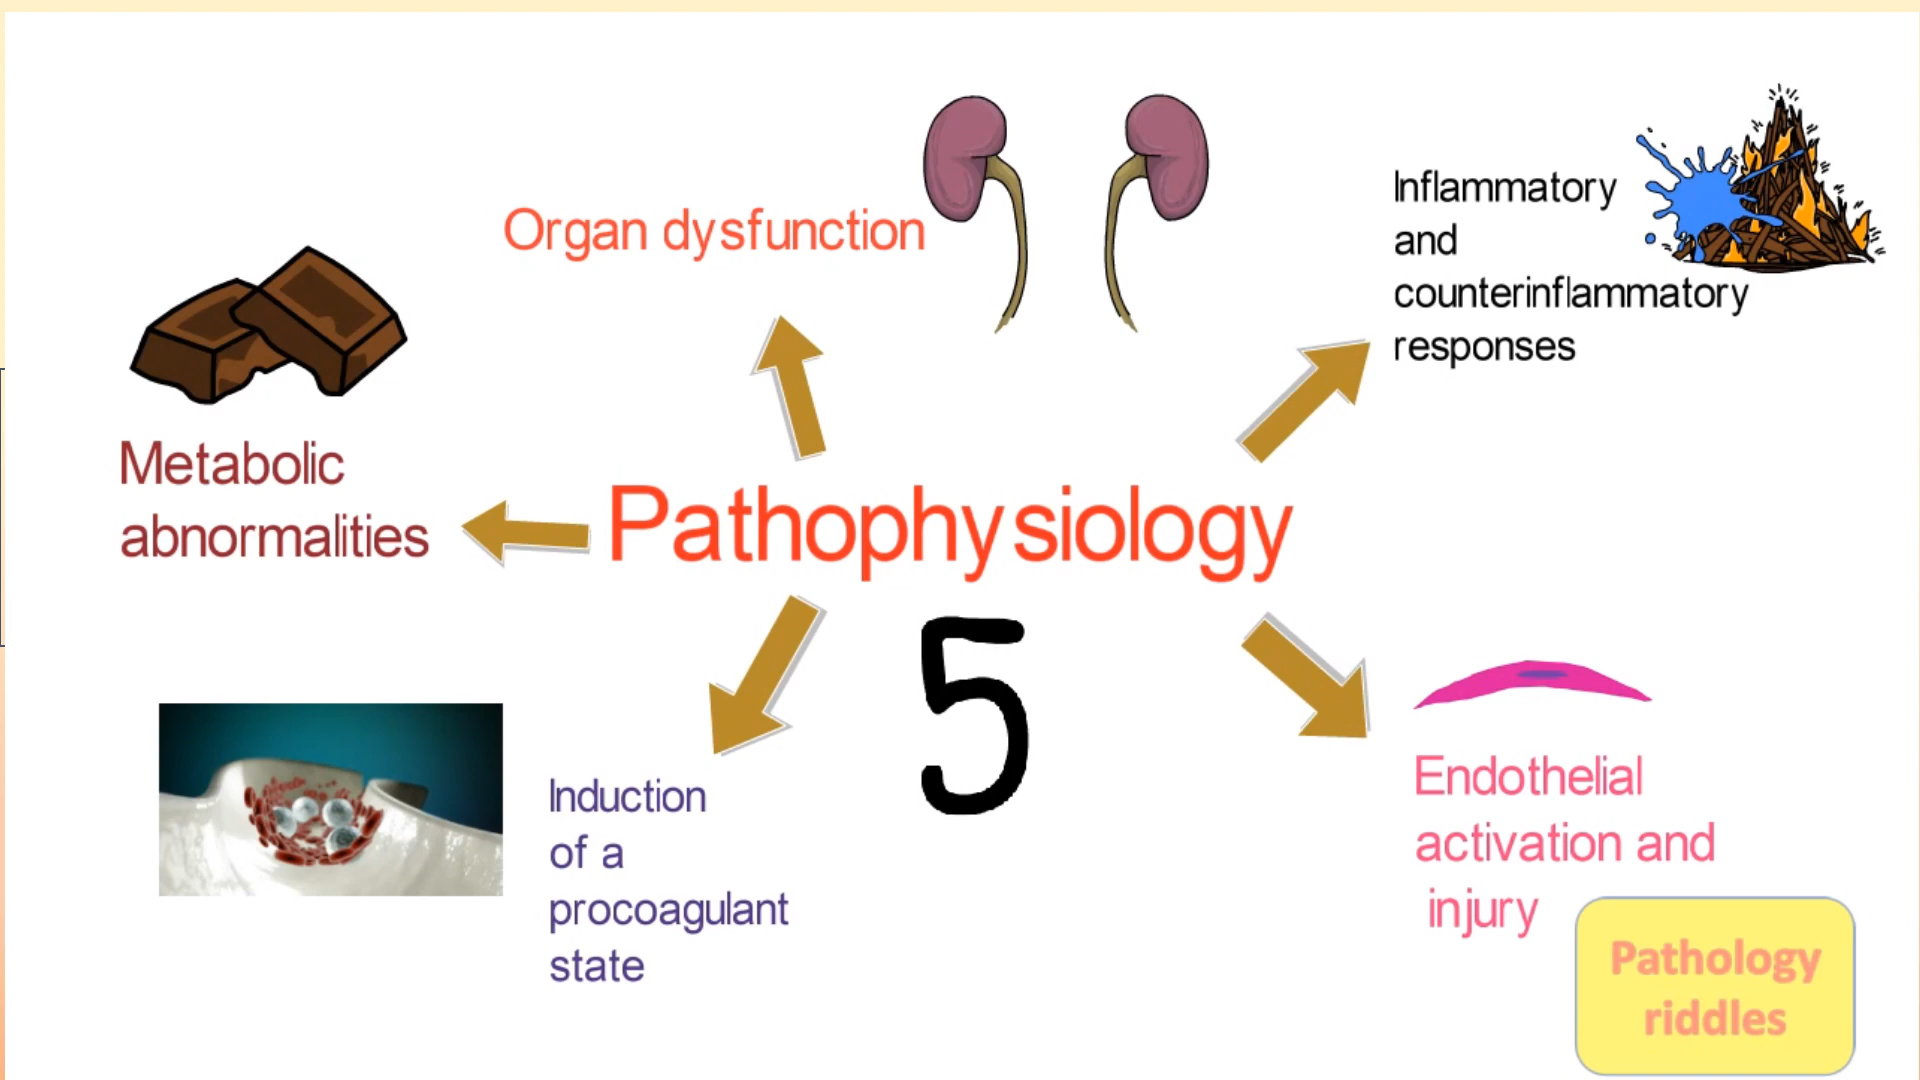 Organ dysfunction
Inflammatory
and
counterinflammatory
responses
Metabolic
abnormalities
Pathophysiology
5
Induction
of a
procoagulant
state
Endothelial
activation and
injury
Pathology
riddles